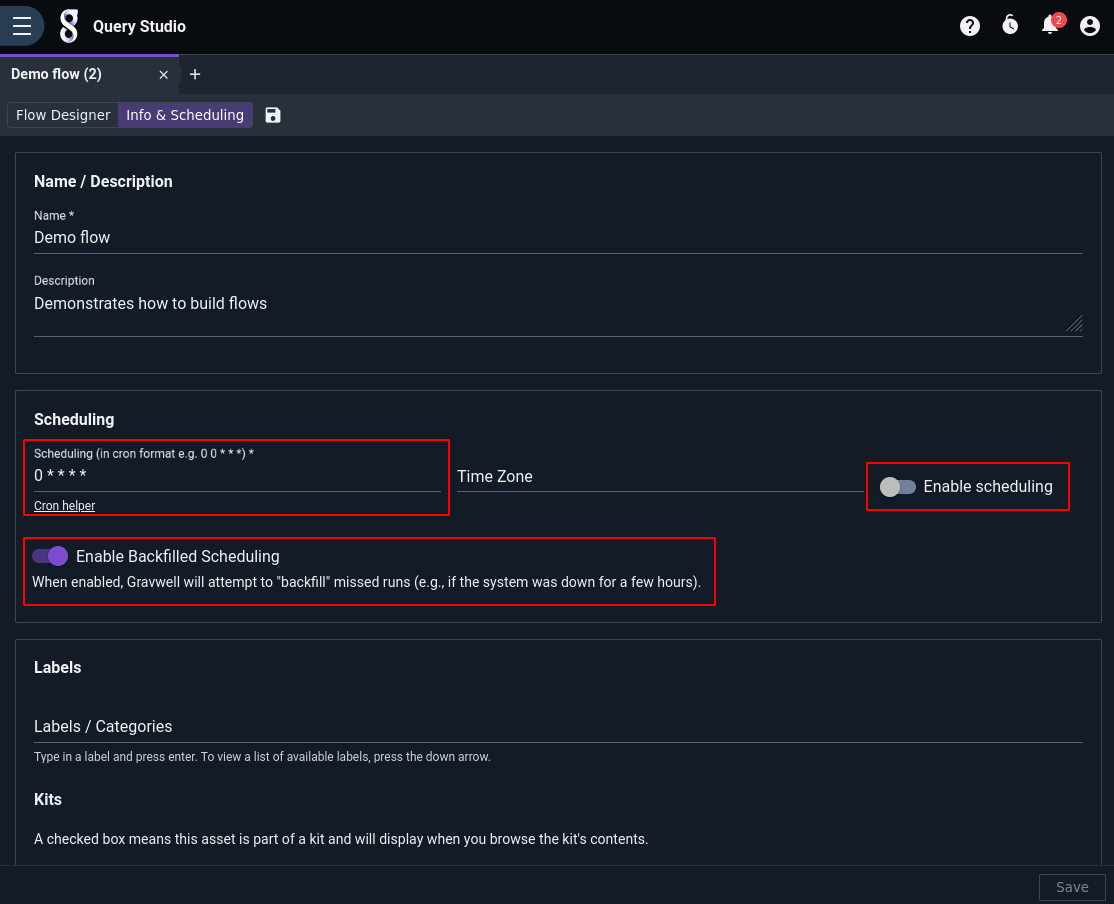 Query Studio
2
Demo flow (2)
Flow Designer Info & Scheduling
Name / Description
Name *
Demo flow
Description
Demonstrates how to build flows
Scheduling
Scheduling (in cron format e.g. 0 0 * * *) *
0 * * * *
Time Zone
Enable scheduling
Cron helper
Enable Backfilled Scheduling
When enabled, Gravwell will attempt to "backfill" missed runs (e.g., if the system was down for a few hours).
Labels
Labels / Categories
Type in a label and press enter. To view a list of available labels, press the down arrow.
Kits
A checked box means this asset is part of a kit and will display when you browse the kit's contents.
Save